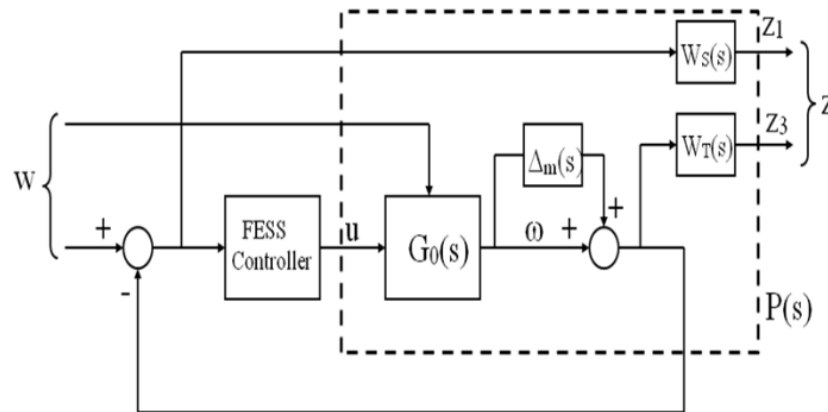 Z1
Ws(s)
Z
Z3
WT(s)
Δm(s)
W
+
+
FESS
Controller
u
G0(s)
ω
+
-
P(s)